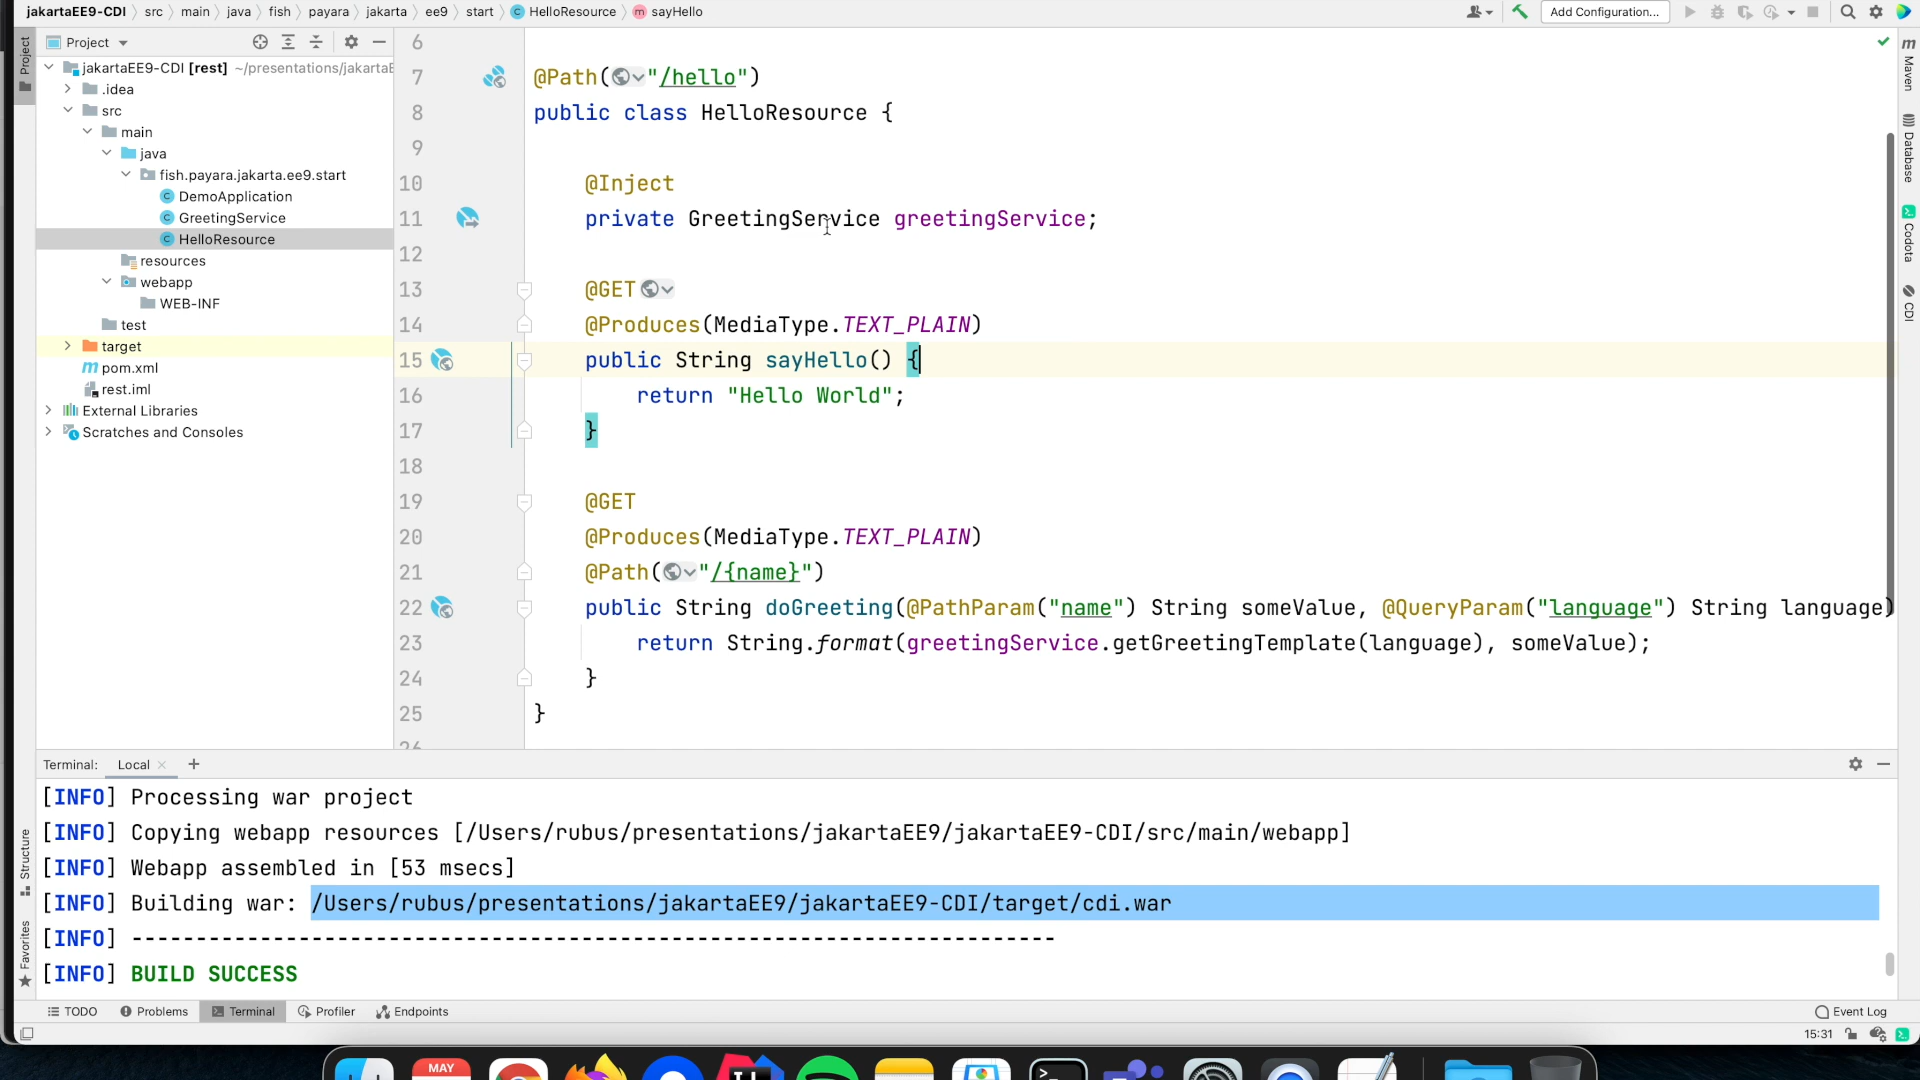 jakartaEE9-CDI src main java fish payara jakarta ee9 start HelloResource sayHello
Add Configuration...
Project
Project
jakartaEE9-CDI [rest] ~/presentations/jakartaE
.idea
src
main
java
fish.payara.jakarta.ee9.start
DemoApplication
GreetingService
HelloResource
resources
webapp
WEB-INF
test
target
pom.xml
rest.iml
External Libraries
Scratches and Consoles
6
7 @Path("/hello")
8 public class HelloResource {
9
10 @Inject
11 private GreetingService greetingService;
12
13 @GET
14 @Produces(MediaType.TEXT_PLAIN)
15 public String sayHello() {
16 return "Hello World";
17 }
18
19 @GET
20 @Produces(MediaType.TEXT_PLAIN)
21 @Path("/{name}")
22 public String doGreeting(@PathParam("name") String someValue, @QueryParam("language") String language)
23 return String.format(greetingService.getGreetingTemplate(language), someValue);
24 }
25 }
26
Maven
Database
Codota
CDI
Terminal: Local
[INFO] Processing war project
[INFO] Copying webapp resources [/Users/rubus/presentations/jakartaEE9/jakartaEE9-CDI/src/main/webapp]
[INFO] Webapp assembled in [53 msecs]
[INFO] Building war: /Users/rubus/presentations/jakartaEE9/jakartaEE9-CDI/target/cdi.war
[INFO] ------------------------------------------------------------------------
[INFO] BUILD SUCCESS
Structure
Favorites
TODO Problems Terminal Profiler Endpoints Event Log
15:31
MAY